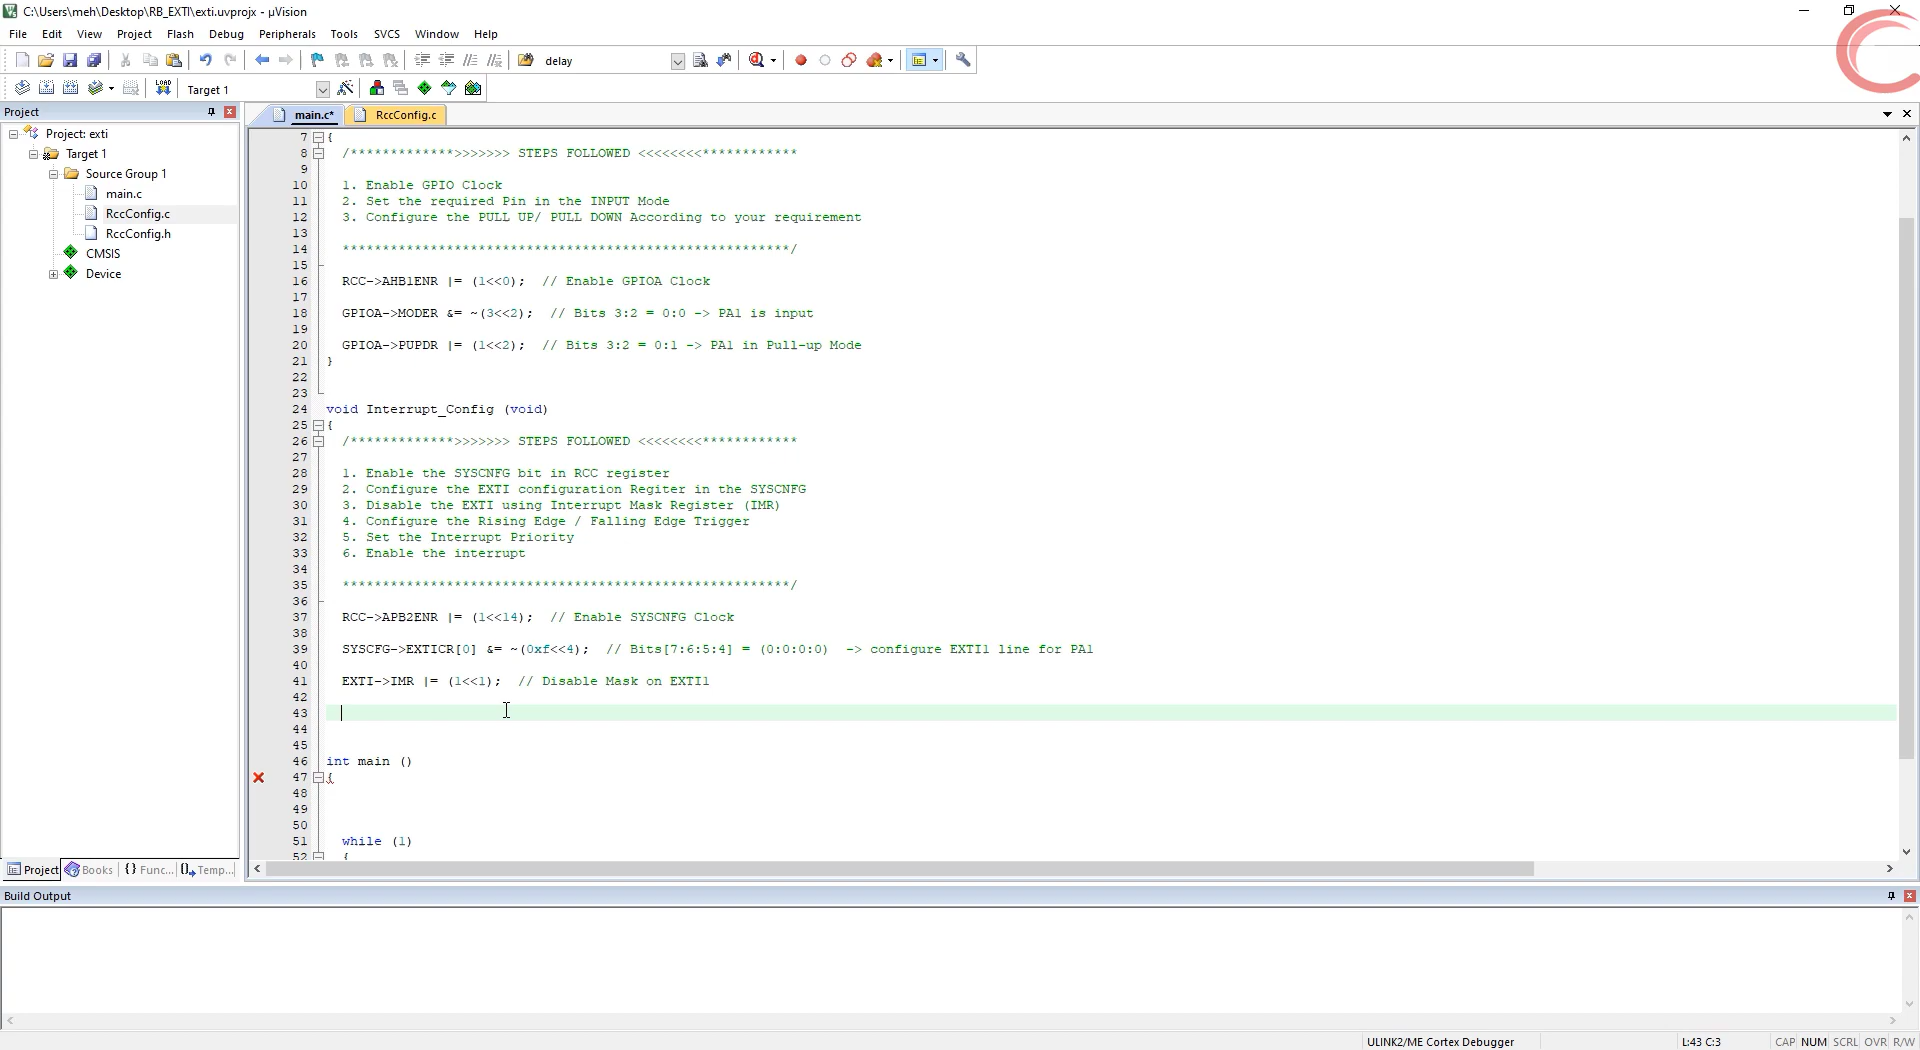 C:\Users\meh\Desktop\RB_EXTI\exti.uvprojx - µVision
File Edit View Project Flash Debug Peripherals Tools SVCS Window Help
delay
LOAD Target 1
Project
main.c* RccConfig.c
Project: exti
Target 1
Source Group 1
main.c
RccConfig.c
RccConfig.h
CMSIS
Device
7 {
8 /*************>>>>>>> STEPS FOLLOWED <<<<<<<<************
9
10 1. Enable GPIO Clock
11 2. Set the required Pin in the INPUT Mode
12 3. Configure the PULL UP/ PULL DOWN According to your requirement
13
14 ********************************************************/
15
16 RCC->AHB1ENR |= (1<<0);  // Enable GPIOA Clock
17
18 GPIOA->MODER &= ~(3<<2);  // Bits 3:2 = 0:0 -> PA1 is input
19
20 GPIOA->PUPDR |= (1<<2);  // Bits 3:2 = 0:1 -> PA1 in Pull-up Mode
21 }
22
23
24 void Interrupt_Config (void)
25 {
26 /*************>>>>>>> STEPS FOLLOWED <<<<<<<<************
27
28 1. Enable the SYSCNFG bit in RCC register
29 2. Configure the EXTI configuration Regiter in the SYSCNFG
30 3. Disable the EXTI using Interrupt Mask Register (IMR)
31 4. Configure the Rising Edge / Falling Edge Trigger
32 5. Set the Interrupt Priority
33 6. Enable the interrupt
34
35 ********************************************************/
36
37 RCC->APB2ENR |= (1<<14);  // Enable SYSCNFG Clock
38
39 SYSCFG->EXTICR[0] &= ~(0xf<<4);  // Bits[7:6:5:4] = (0:0:0:0)  -> configure EXTI1 line for PA1
40
41 EXTI->IMR |= (1<<1);  // Disable Mask on EXTI1
42
43
44
45
46 int main ()
47 {
48
49
50
51 while (1)
52 {
Project Books {} Func... Temp...
Build Output
ULINK2/ME Cortex Debugger L:43 C:3 CAP NUM SCRL OVR R/W